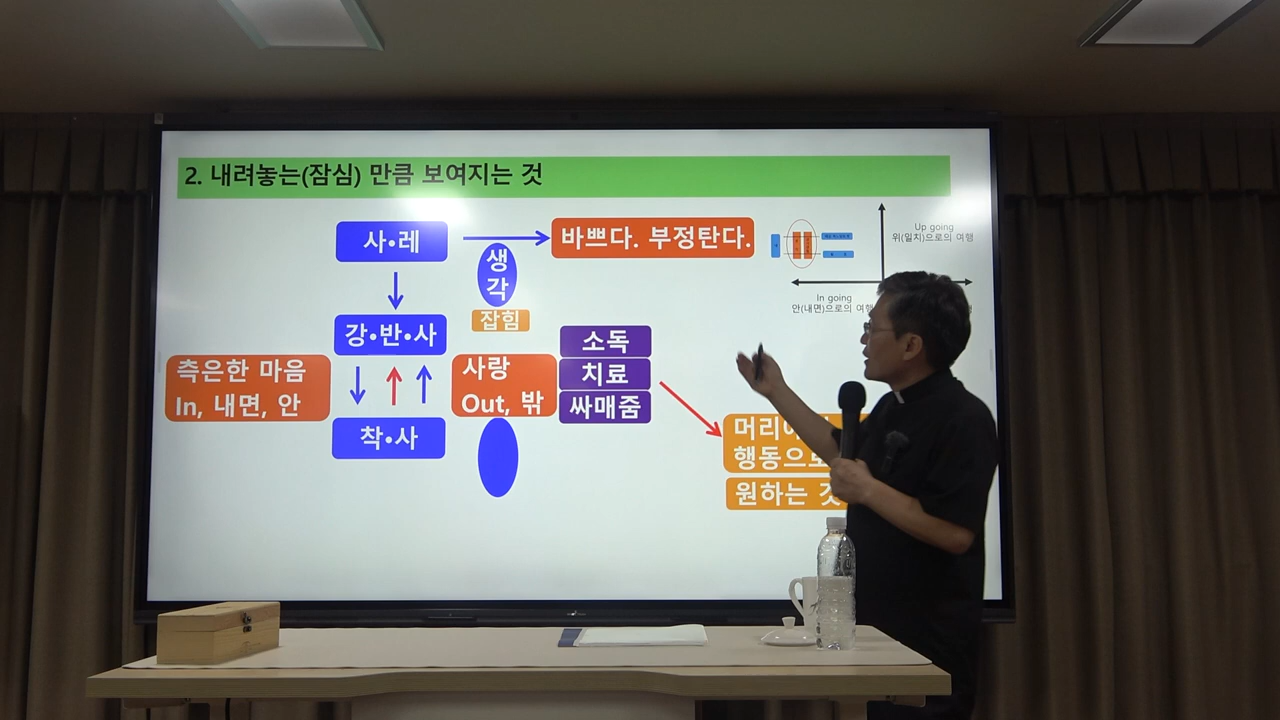 2. 내려놓는(잠심) 만큼 보여지는 것
사•레
바쁘다. 부정탄다.
생
각
잡힘
Up going
위(일치)으로의 여행
In going
안(내면)으로의 여행
강•반•사
측은한 마음
In, 내면, 안
사랑
Out, 밖
소독
치료
싸매줌
착•사
머리에
행동으로
원하는 것